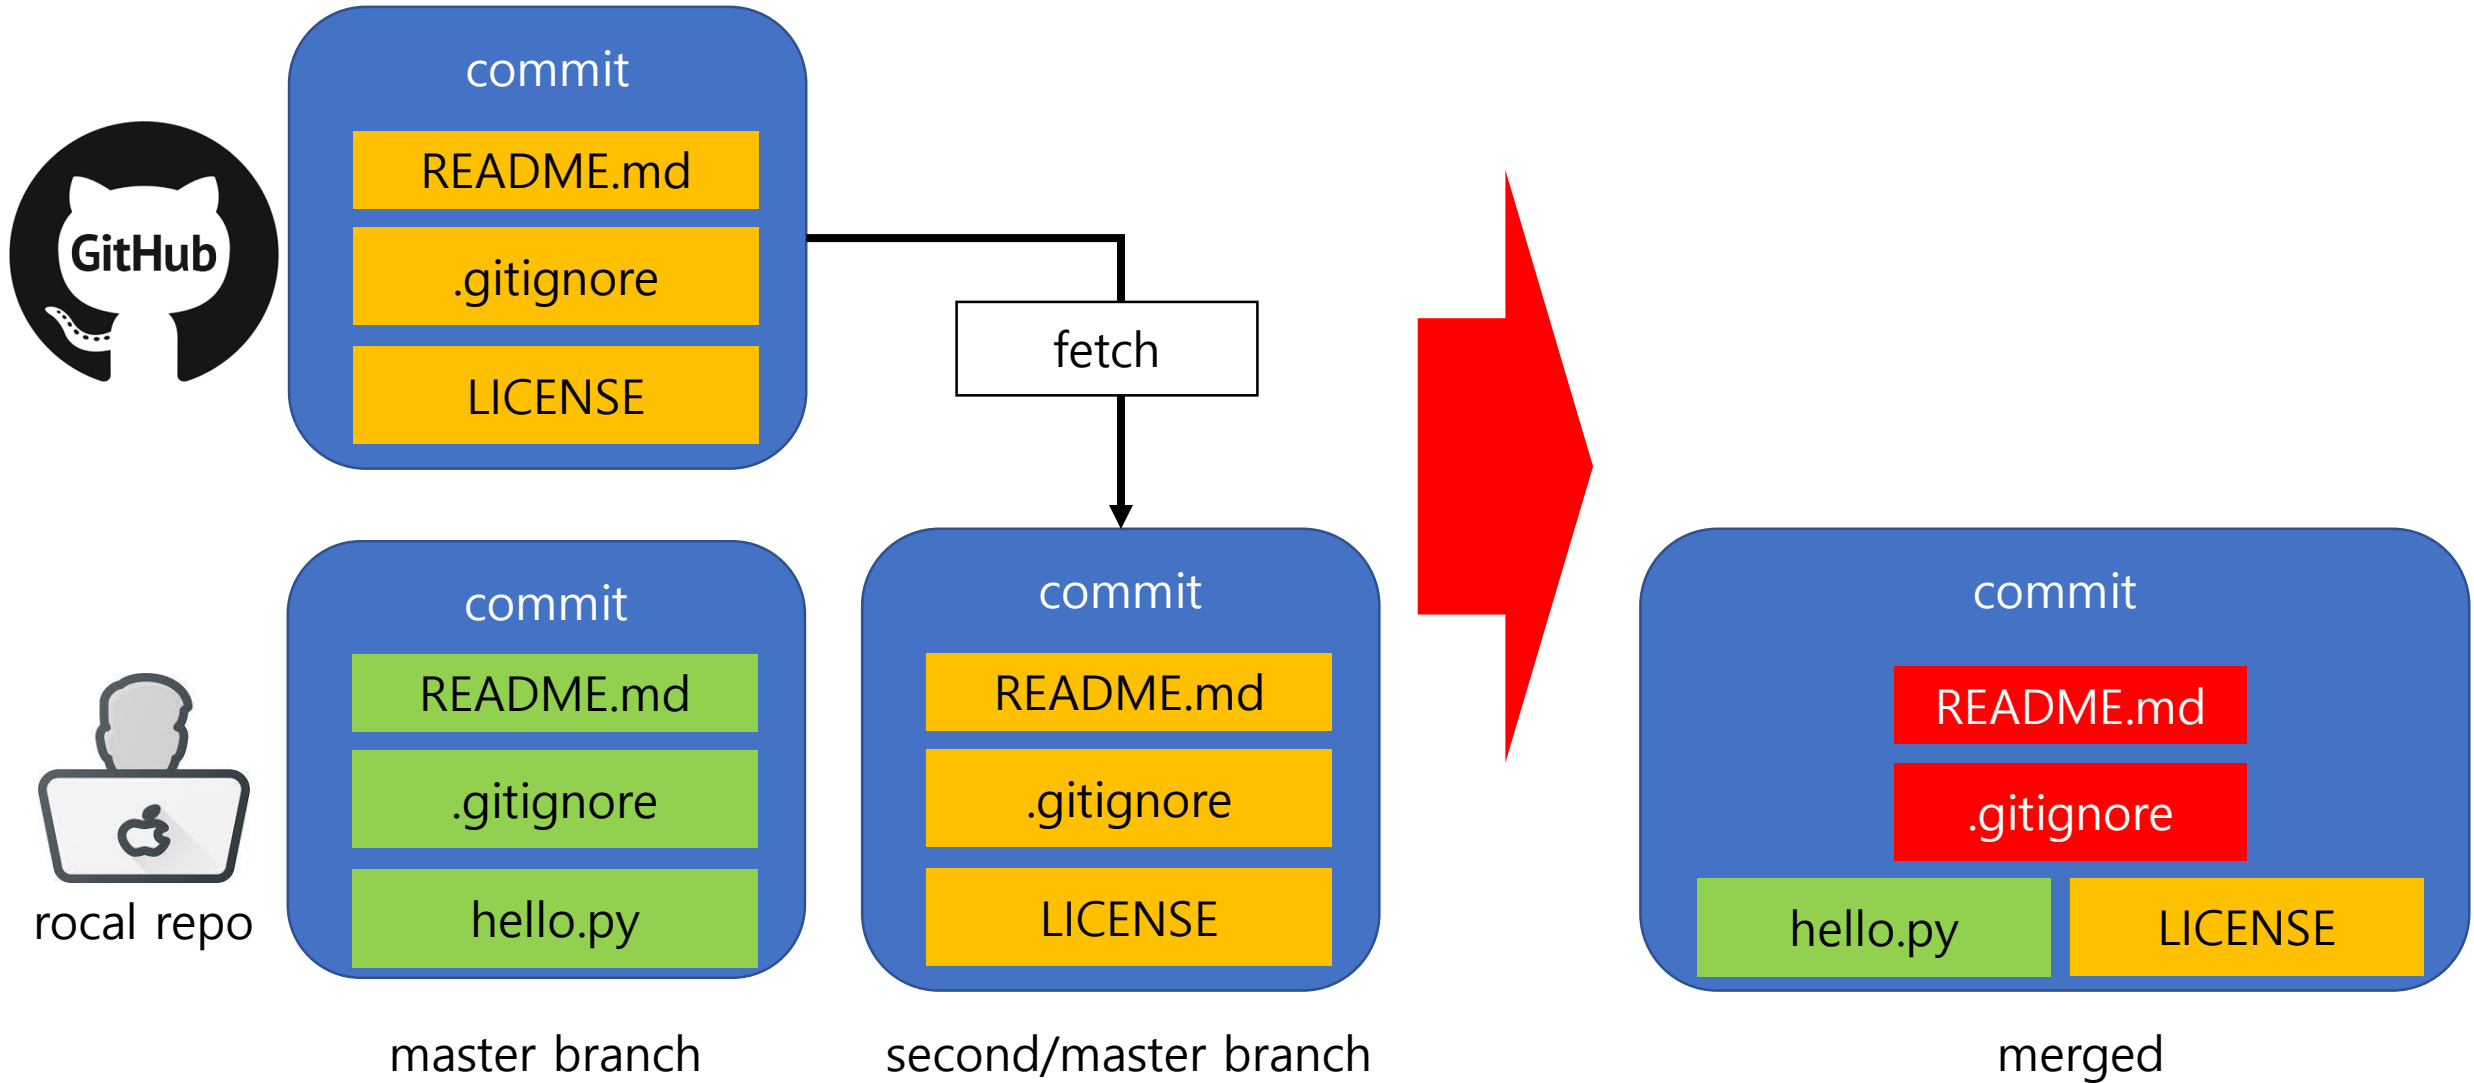 commit
README.md
.gitignore
LICENSE
GitHub
fetch
commit
README.md
.gitignore
hello.py
rocal repo
master branch
commit
README.md
.gitignore
LICENSE
second/master branch
commit
README.md
.gitignore
hello.py
LICENSE
merged